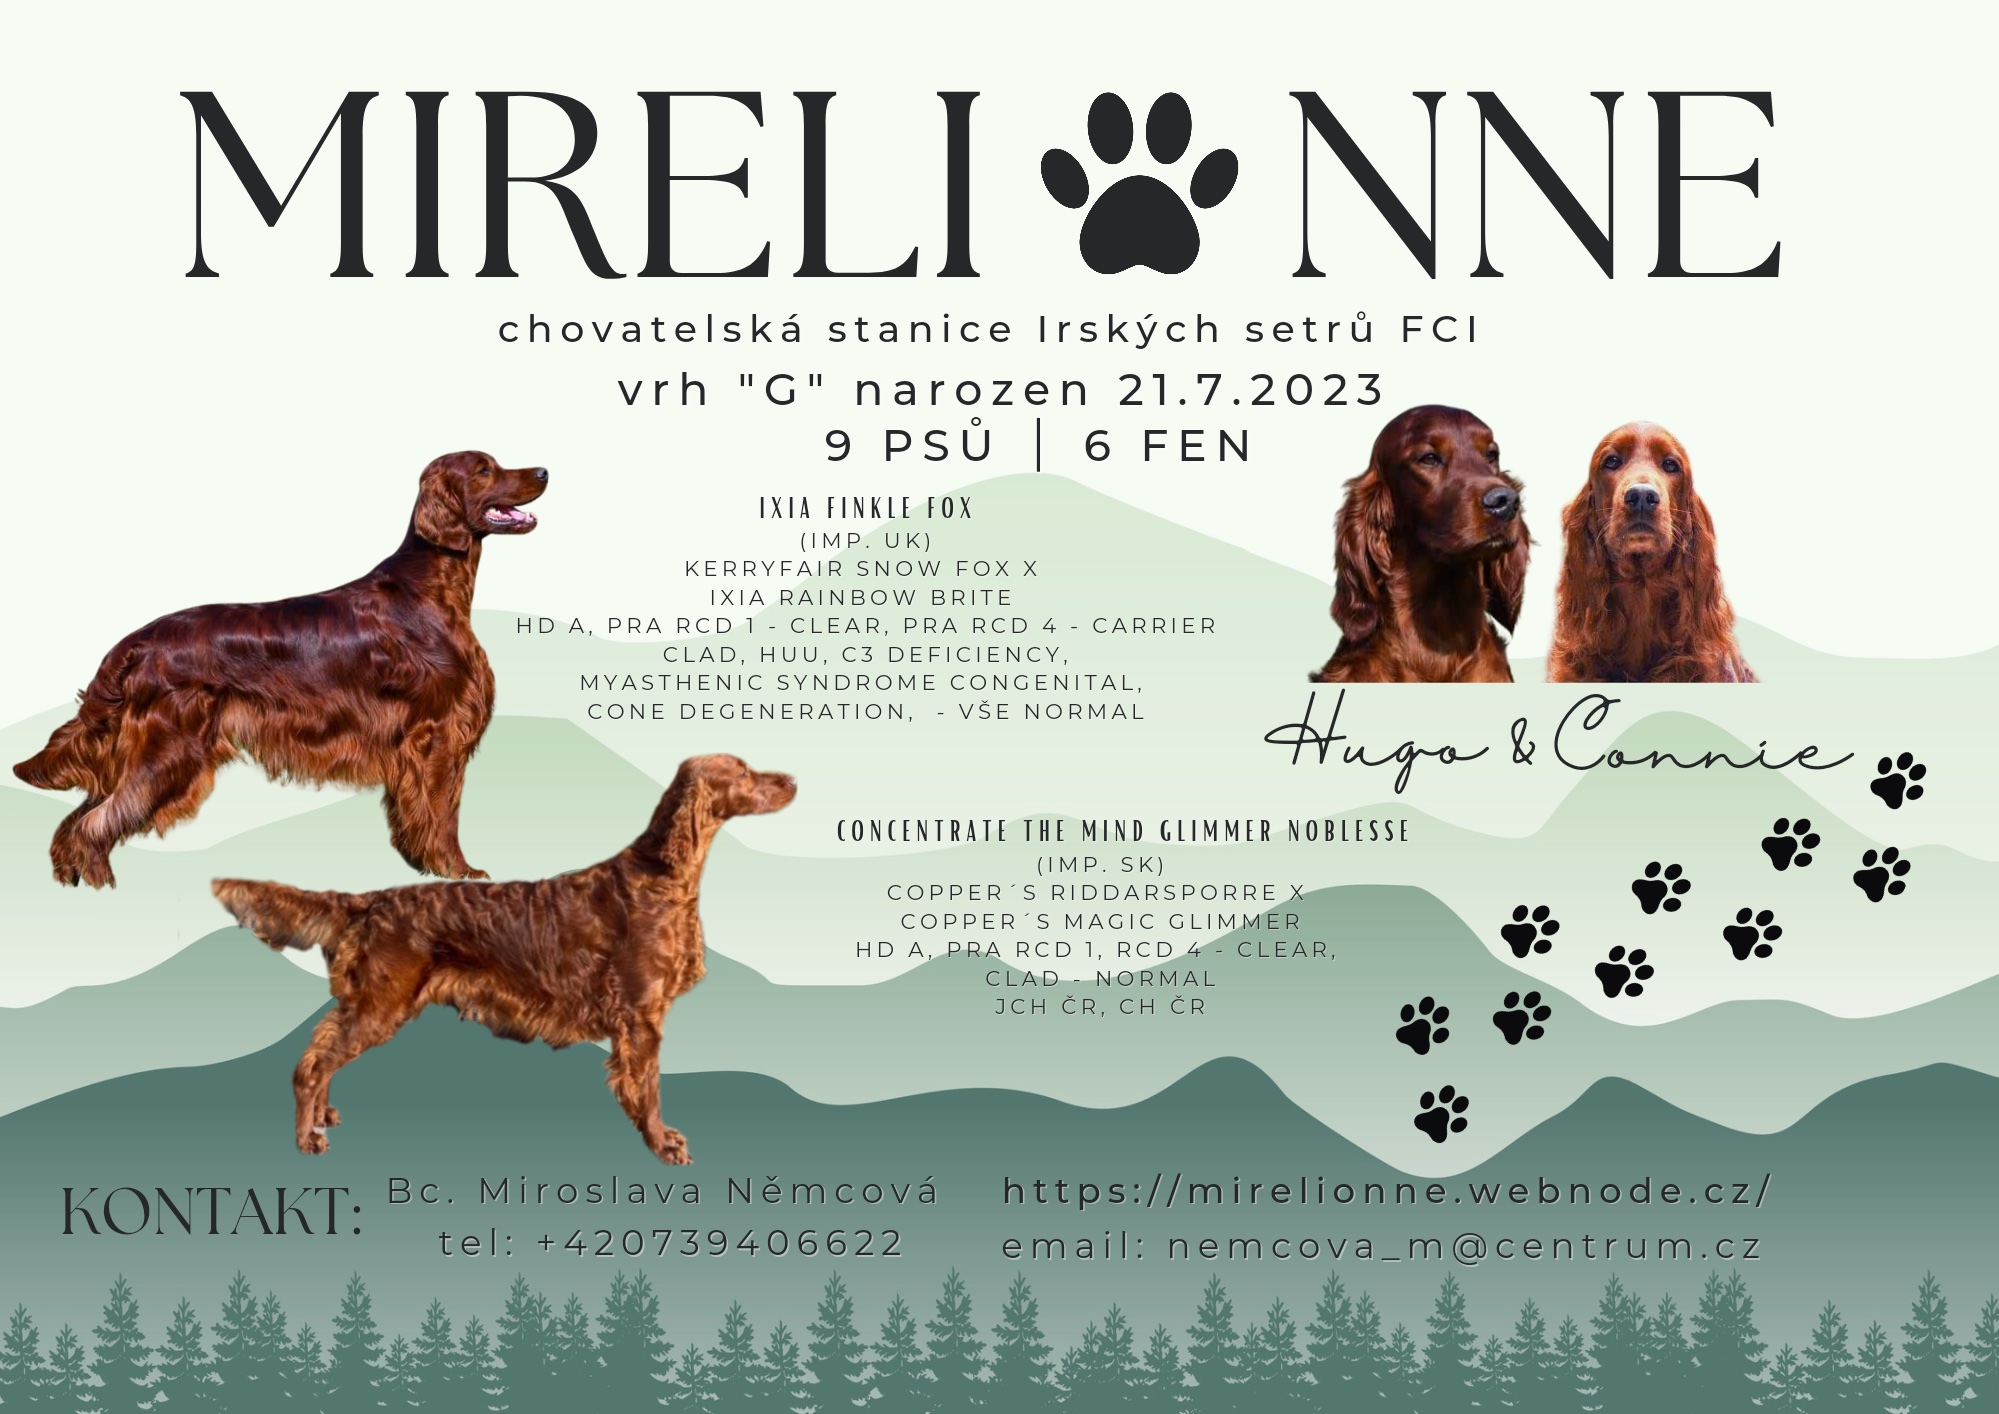 MIRELI NNE
chovatelská stanice Irských setrů FCI
vrh "G" narozen 21.7.2023
9 PSŮ | 6 FEN
IXIA FINKLE FOX
(IMP. UK)
KERRYFAIR SNOW FOX X
IXIA RAINBOW BRITE
HD A, PRA RCD 1 - CLEAR, PRA RCD 4 - CARRIER
CLAD, HUU, C3 DEFICIENCY,
MYASTHENIC SYNDROME CONGENITAL,
CONE DEGENERATION, - VŠE NORMAL
Hugo & Connie
CONCENTRATE THE MIND GLIMMER NOBLESSE
(IMP. SK)
COPPER´S RIDDARSPORRE X
COPPER´S MAGIC GLIMMER
HD A, PRA RCD 1, RCD 4 - CLEAR,
CLAD - NORMAL
JCH ČR, CH ČR
KONTAKT:
Bc. Miroslava Němcová
tel: +420739406622
https://mirelionne.webnode.cz/
email: nemcova_m@centrum.cz